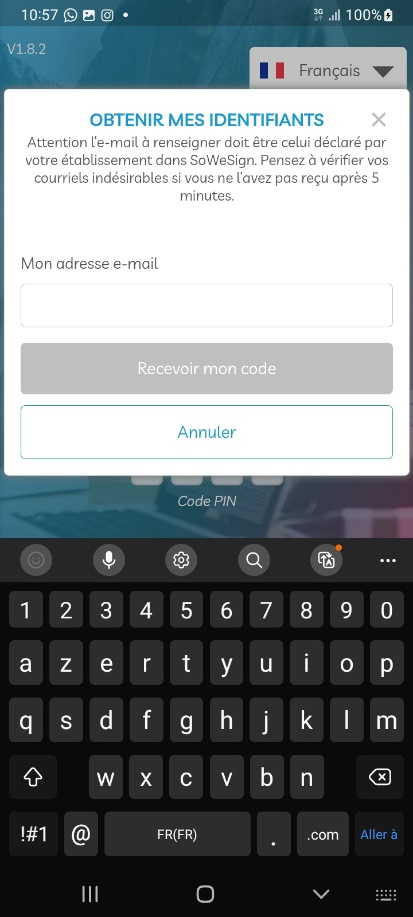 10:57 3G 100%
V1.8.2
Français
OBTENIR MES IDENTIFIANTS
Attention l'e-mail à renseigner doit être celui déclaré par
votre établissement dans SoWeSign. Pensez à vérifier vos
courriels indésirables si vous ne l'avez pas reçu après 5
minutes.
Mon adresse e-mail
Recevoir mon code
Annuler
Code PIN
1 2 3 4 5 6 7 8 9 0
a z e r t y u i o p
q s d f g h j k l m
w x c v b n
!#1 @ FR(FR) . .com Aller à